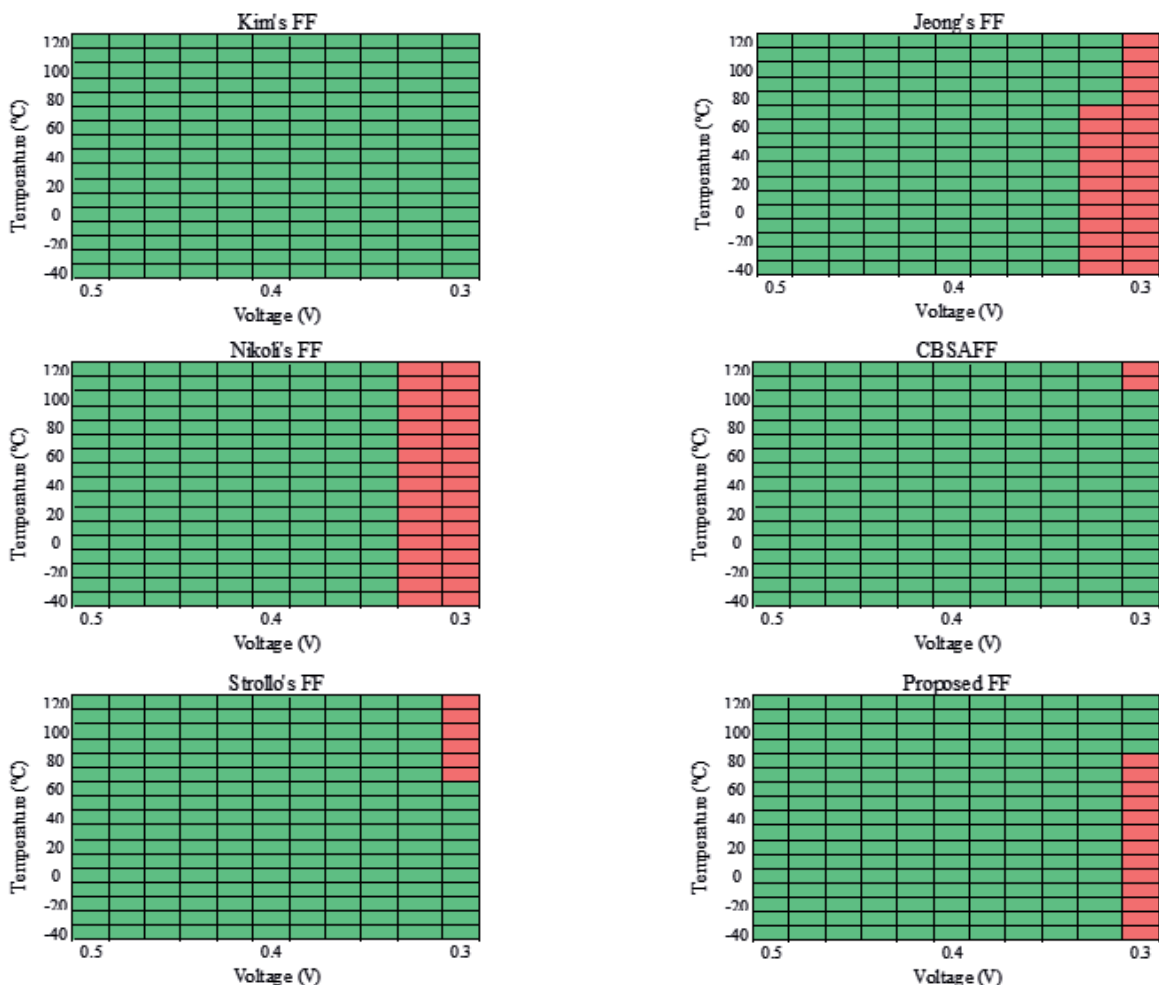 Kim's FF
120
100
80
60
40
20
0
-20
-40
Temperature (°C)
0.5 0.4 0.3
Voltage (V)
Jeong's FF
120
100
80
60
40
20
0
-20
-40
Temperature (°C)
0.5 0.4 0.3
Voltage (V)
Nikoli's FF
120
100
80
60
40
20
0
-20
-40
Temperature (°C)
0.5 0.4 0.3
Voltage (V)
CBSAFF
120
100
80
60
40
20
0
-20
-40
Temperature (°C)
0.5 0.4 0.3
Voltage (V)
Strollo's FF
120
100
80
60
40
20
0
-20
-40
Temperature (°C)
0.5 0.4 0.3
Voltage (V)
Proposed FF
120
100
80
60
40
20
0
-20
-40
Temperature (°C)
0.5 0.4 0.3
Voltage (V)